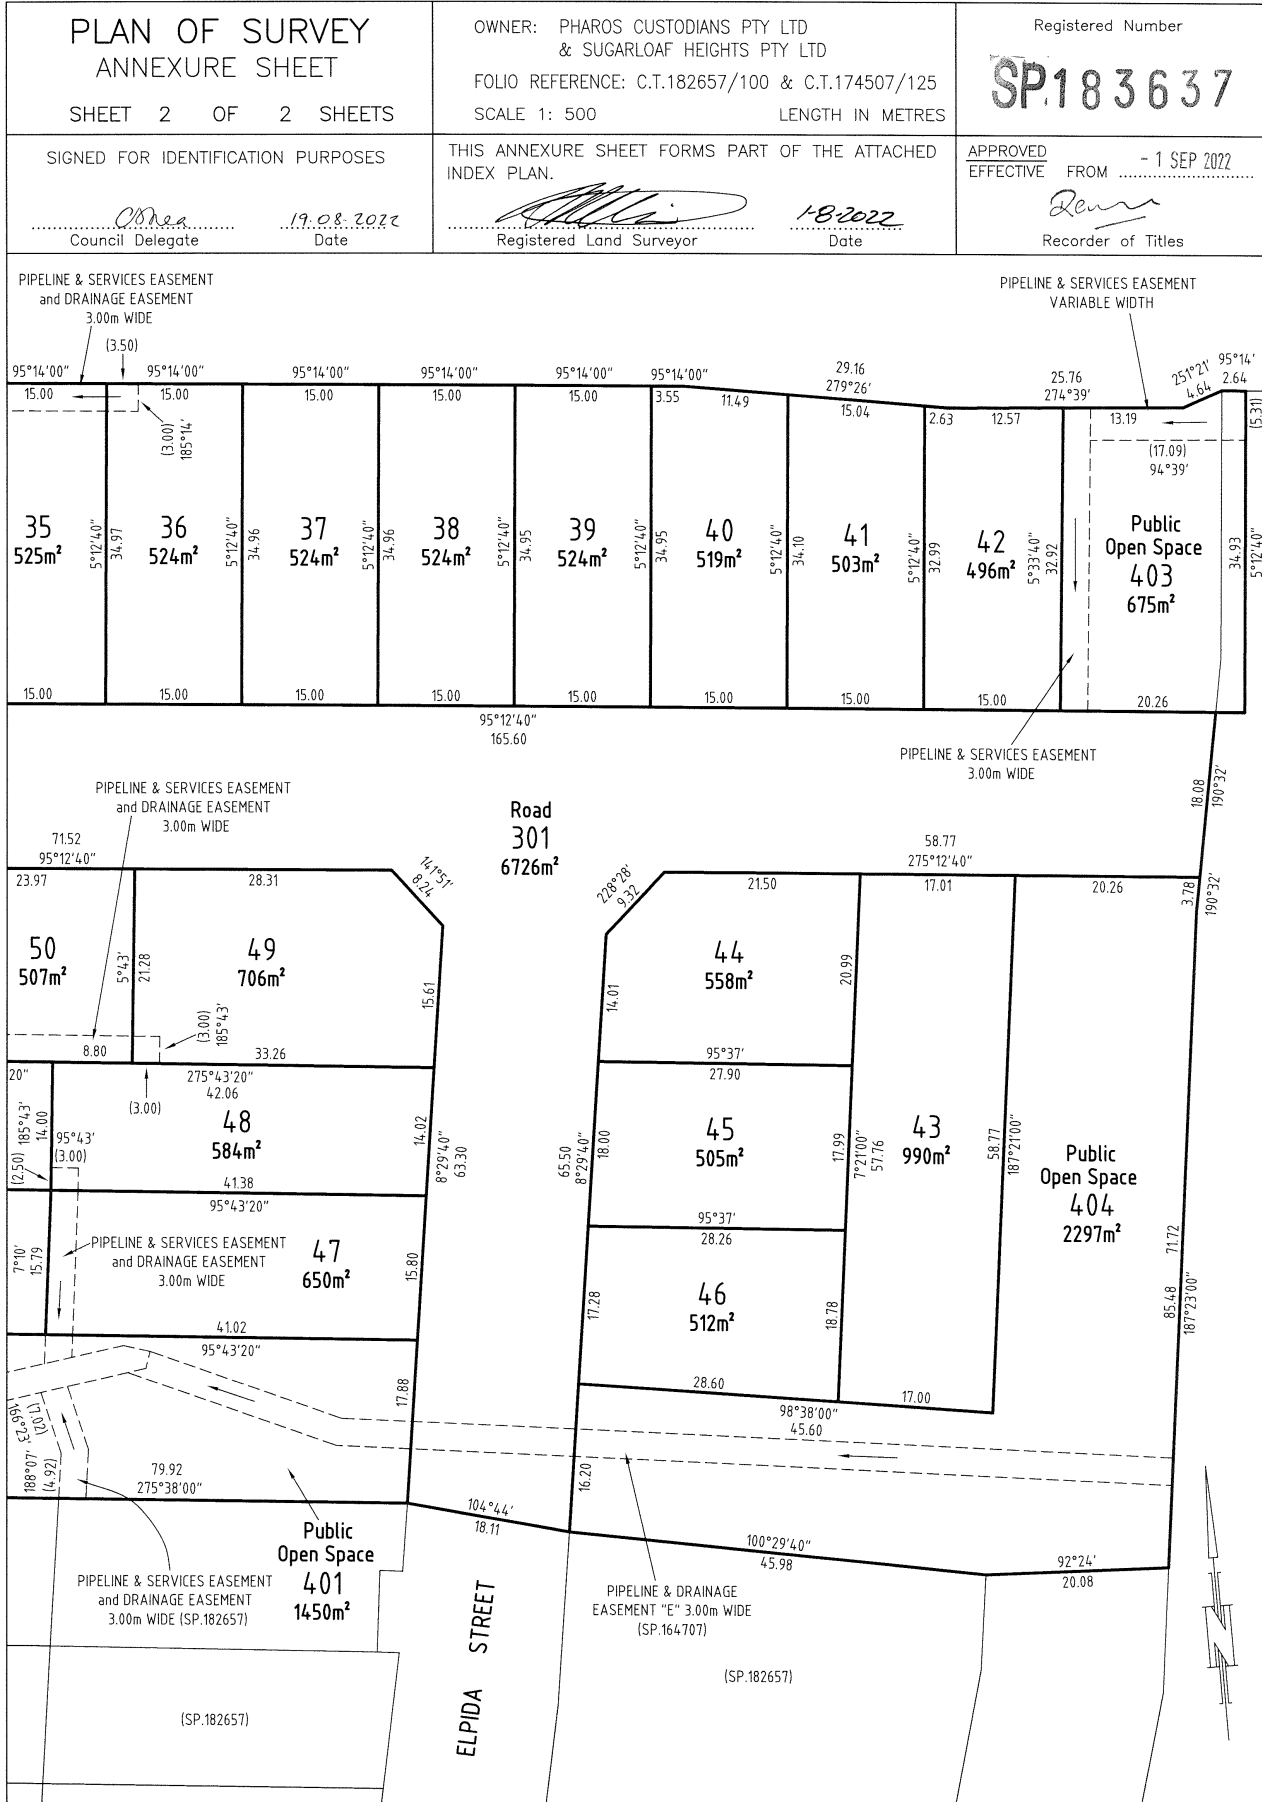 PLAN OF SURVEY
ANNEXURE SHEET
SHEET 2 OF 2 SHEETS
OWNER: PHAROS CUSTODIANS PTY LTD
& SUGARLOAF HEIGHTS PTY LTD
FOLIO REFERENCE: C.T.182657/100 & C.T.174507/125
SCALE 1: 500 LENGTH IN METRES
Registered Number
SP183637
SIGNED FOR IDENTIFICATION PURPOSES
19.08.2022
Council Delegate Date
THIS ANNEXURE SHEET FORMS PART OF THE ATTACHED
INDEX PLAN.
1-8-2022
Registered Land Surveyor Date
APPROVED
EFFECTIVE FROM - 1 SEP 2022
Recorder of Titles
PIPELINE & SERVICES EASEMENT
and DRAINAGE EASEMENT
3.00m WIDE
(3.50)
PIPELINE & SERVICES EASEMENT
VARIABLE WIDTH
95°14'00" 95°14'00" 95°14'00" 95°14'00" 95°14'00" 95°14'00"
29.16
279°26'
25.76
274°39'
251°21'
4.64
95°14'
2.64
15.00 15.00 15.00 15.00 15.00 3.55 11.49 15.04 2.63 12.57 13.19
(5.31)
(3.00)
185°14'
(17.09)
94°39'
35
525m²
5°12'40"
34.97
36
524m²
5°12'40"
34.96
37
524m²
5°12'40"
34.96
38
524m²
5°12'40"
34.95
39
524m²
5°12'40"
34.95
40
519m²
5°12'40"
34.10
41
503m²
5°12'40"
32.99
42
496m²
5°33'40"
32.92
Public
Open Space
403
675m²
34.93
5°12'40"
15.00 15.00 15.00 15.00 15.00 15.00 15.00 15.00 20.26
95°12'40"
165.60
PIPELINE & SERVICES EASEMENT
3.00m WIDE
18.08
190°32'
PIPELINE & SERVICES EASEMENT
and DRAINAGE EASEMENT
3.00m WIDE
Road
301
6726m²
71.52
95°12'40"
23.97 28.31
141°51'
8.24
228°28'
9.32
58.77
275°12'40"
21.50 17.01 20.26
3.78
190°32'
50
507m²
5°43'
21.28
49
706m²
15.61
(3.00)
185°43'
8.80 33.26
14.01
44
558m²
20.99
95°37'
27.90
20"
275°43'20"
42.06
(3.00)
185°43'
14.00
(2.50)
95°43'
(3.00)
48
584m²
14.02
8°29'40"
63.30
41.38
95°43'20"
65.50
8°29'40"
18.00
45
505m²
17.99
7°21'00"
57.76
43
990m²
58.77
187°21'00"
Public
Open Space
404
2297m²
95°37'
28.26
7°10'
15.79
PIPELINE & SERVICES EASEMENT
and DRAINAGE EASEMENT
3.00m WIDE
47
650m²
15.80
41.02
95°43'20"
17.28
46
512m²
18.78
71.72
85.48
187°23'00"
28.60 17.00
98°38'00"
45.60
17.88
(7.02)
166°23'
188°07'
(4.92)
79.92
275°38'00"
16.20
104°44'
18.11
100°29'40"
45.98
92°24'
20.08
Public
Open Space
401
1450m²
PIPELINE & SERVICES EASEMENT
and DRAINAGE EASEMENT
3.00m WIDE (SP.182657)
PIPELINE & DRAINAGE
EASEMENT "E" 3.00m WIDE
(SP.164707)
ELPIDA STREET
(SP.182657)
(SP.182657)
N